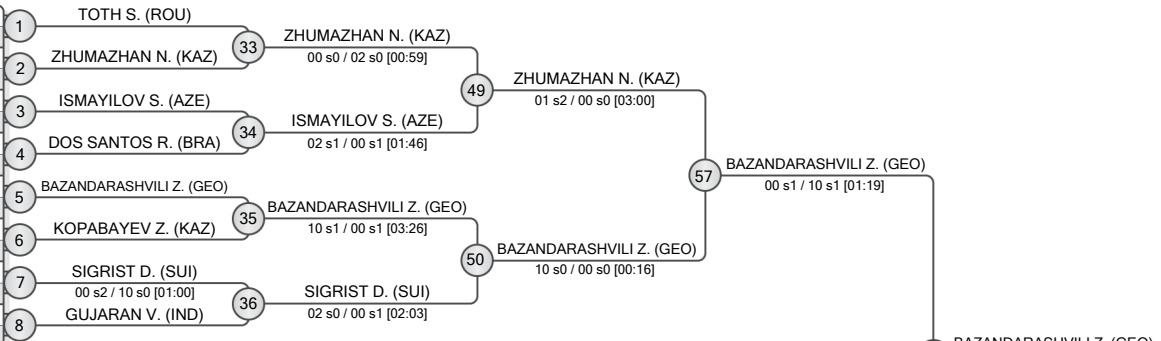 1
TOTH S. (ROU)
2
ZHUMAZHAN N. (KAZ)
33
ZHUMAZHAN N. (KAZ)
00 s0 / 02 s0 [00:59]
3
ISMAYILOV S. (AZE)
4
DOS SANTOS R. (BRA)
34
ISMAYILOV S. (AZE)
02 s1 / 00 s1 [01:46]
49
ZHUMAZHAN N. (KAZ)
01 s2 / 00 s0 [03:00]
5
BAZANDARASHVILI Z. (GEO)
6
KOPABAYEV Z. (KAZ)
35
BAZANDARASHVILI Z. (GEO)
10 s1 / 00 s1 [03:26]
7
SIGRIST D. (SUI)
00 s2 / 10 s0 [01:00]
8
GUJARAN V. (IND)
36
SIGRIST D. (SUI)
02 s0 / 00 s1 [02:03]
50
BAZANDARASHVILI Z. (GEO)
10 s0 / 00 s0 [00:16]
57
BAZANDARASHVILI Z. (GEO)
00 s1 / 10 s1 [01:19]
BAZANDARASHVILI Z. (GEO)